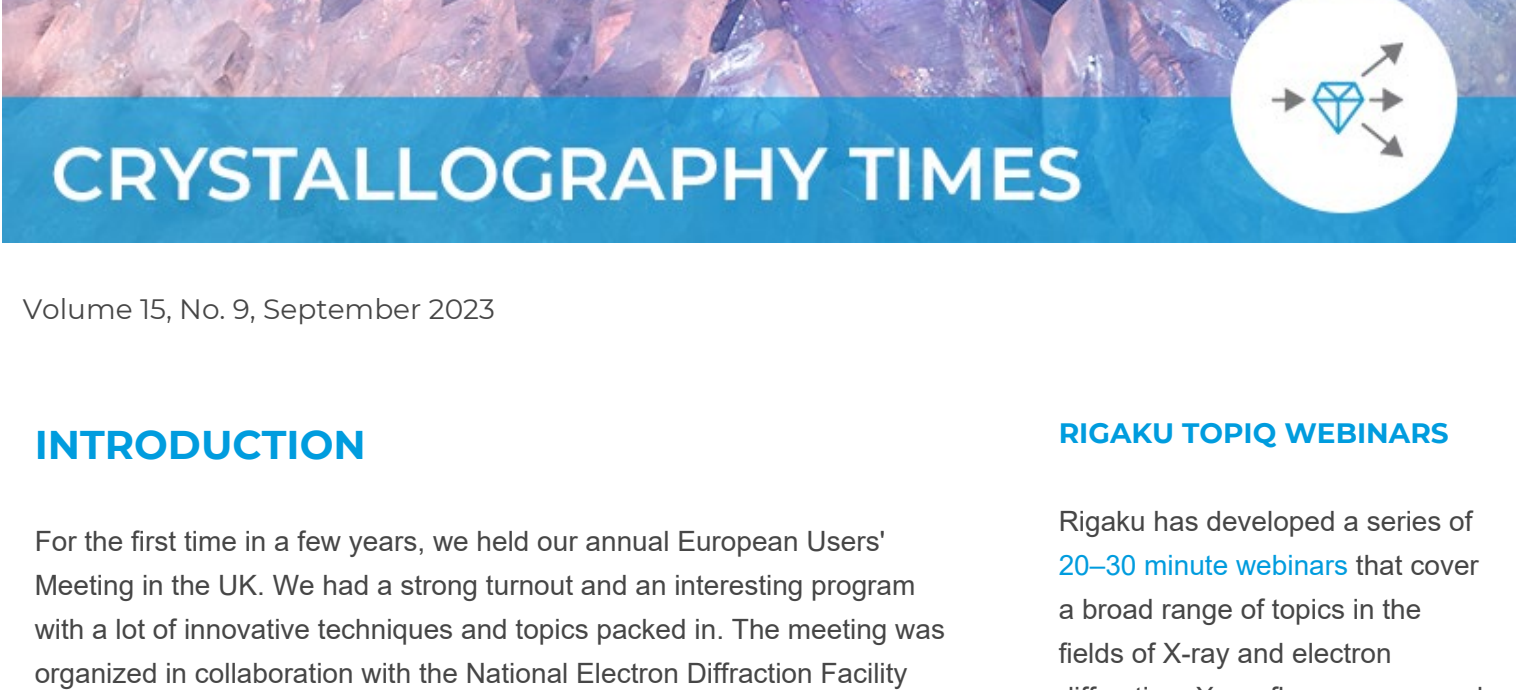 CRYSTALLOGRAPHY TIMES
Volume 15, No. 9, September 2023
INTRODUCTION
For the first time in a few years, we held our annual European Users'
Meeting in the UK. We had a strong turnout and an interesting program
with a lot of innovative techniques and topics packed in. The meeting was
organized in collaboration with the National Electron Diffraction Facility
RIGAKU TOPIQ WEBINARS
Rigaku has developed a series of
20–30 minute webinars that cover
a broad range of topics in the
fields of X-ray and electron